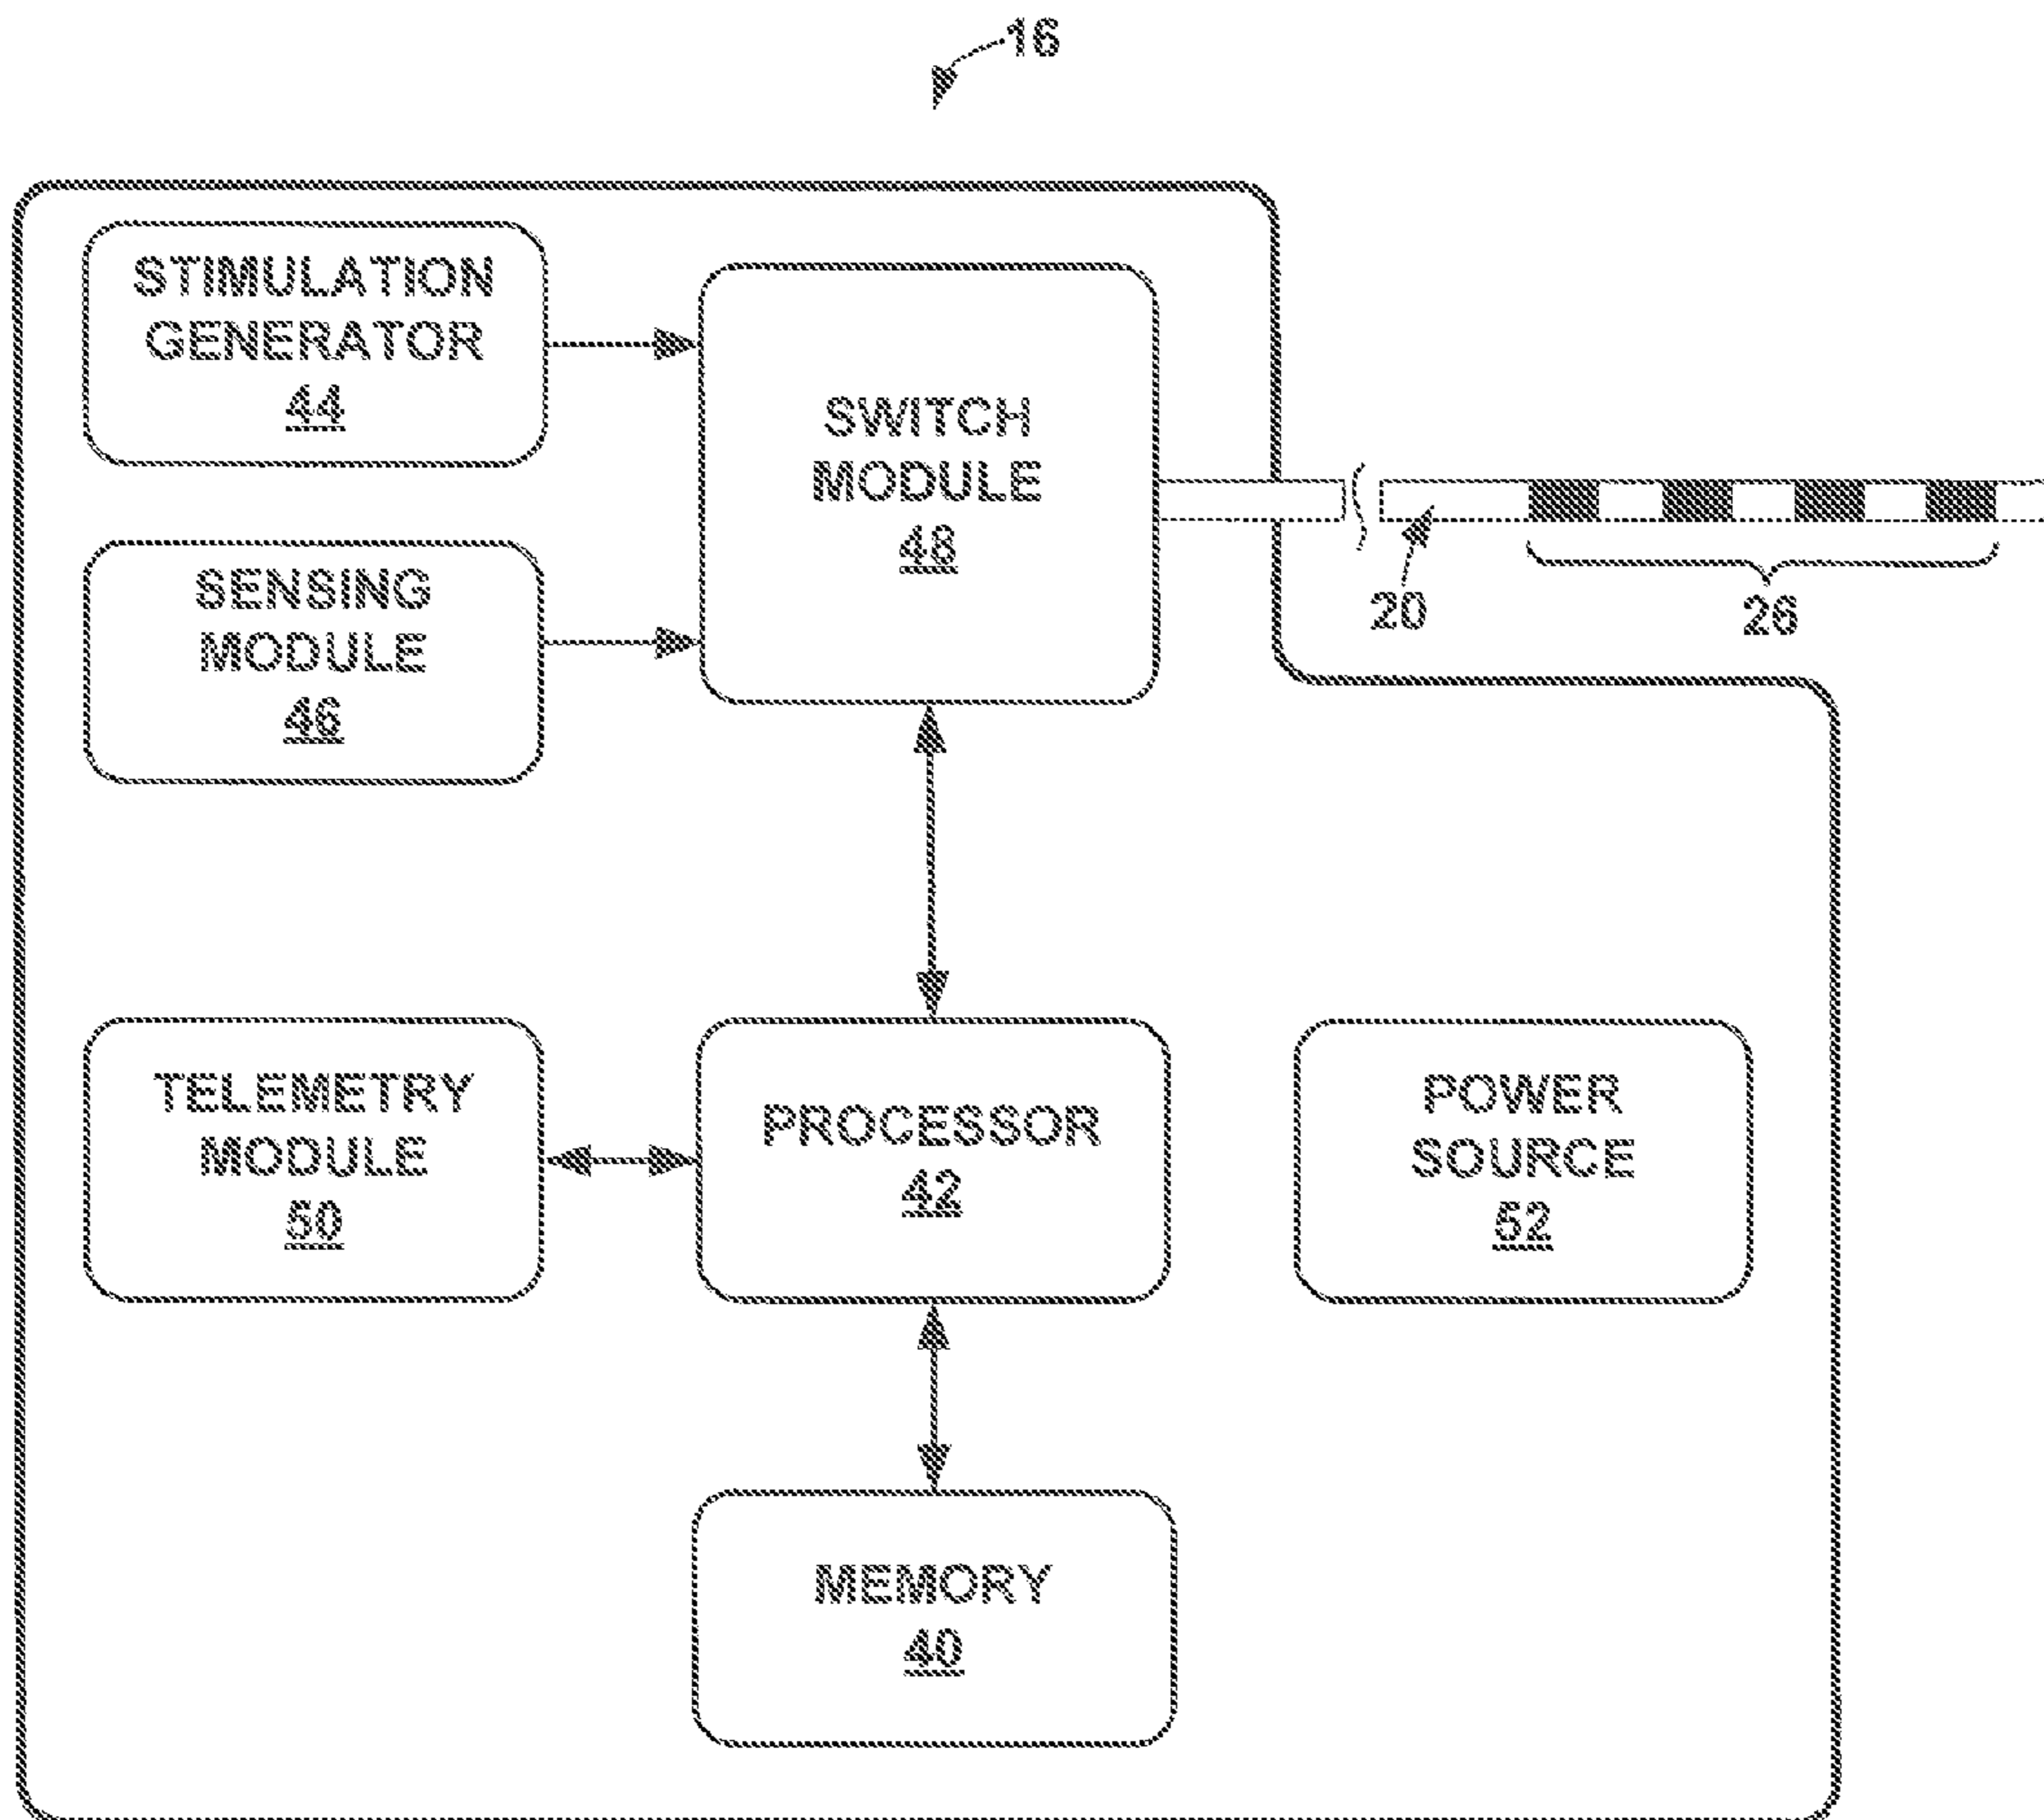 16
STIMULATION
GENERATOR
44
SWITCH
MODULE
48
SENSING
MODULE
46
20
26
TELEMETRY
MODULE
50
PROCESSOR
42
POWER
SOURCE
52
MEMORY
40